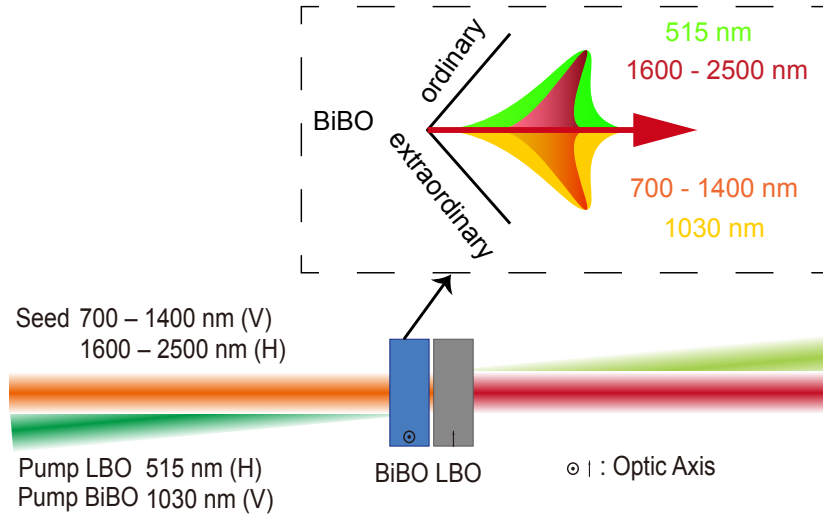 515 nm
1600 - 2500 nm
ordinary
BiBO
extraordinary
700 - 1400 nm
1030 nm
Seed 700 – 1400 nm (V)
1600 – 2500 nm (H)
Pump LBO 515 nm (H)
Pump BiBO 1030 nm (V)
BiBO LBO
: Optic Axis